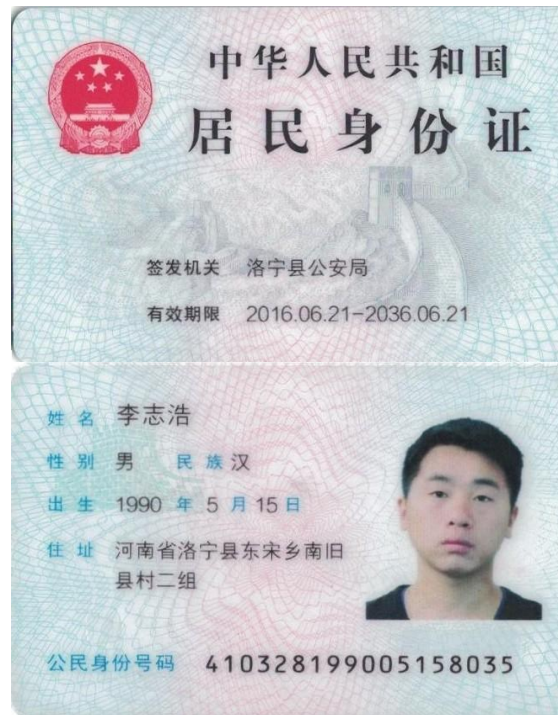 中华人民共和国
居民身份证
签发机关 洛宁县公安局
有效期限 2016.06.21-2036.06.21
姓名 李志浩
性别 男 民族 汉
出生 1990 年 5 月 15 日
住址 河南省洛宁县东宋乡南旧
县村二组
公民身份号码 410328199005158035